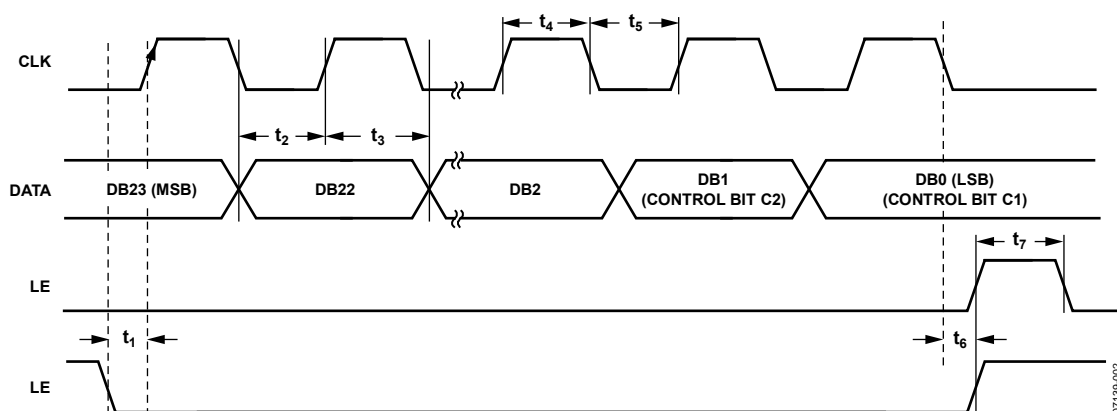 t4
t5
CLK
t2
t3
DATA
DB23 (MSB)
DB22
DB2
DB1
(CONTROL BIT C2)
DB0 (LSB)
(CONTROL BIT C1)
t7
LE
t1
t6
LE